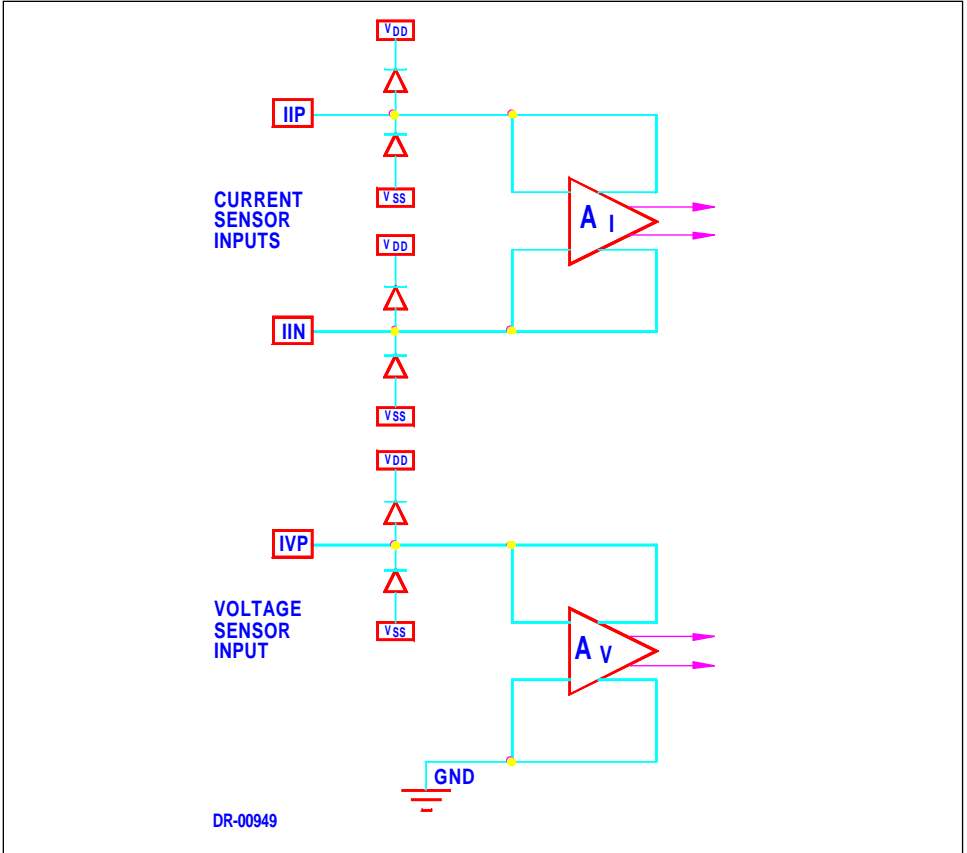 VDD
IIP
VSS
CURRENT
SENSOR
INPUTS
A I
VDD
IIN
VSS
VDD
IVP
VSS
VOLTAGE
SENSOR
INPUT
A V
GND
DR-00949